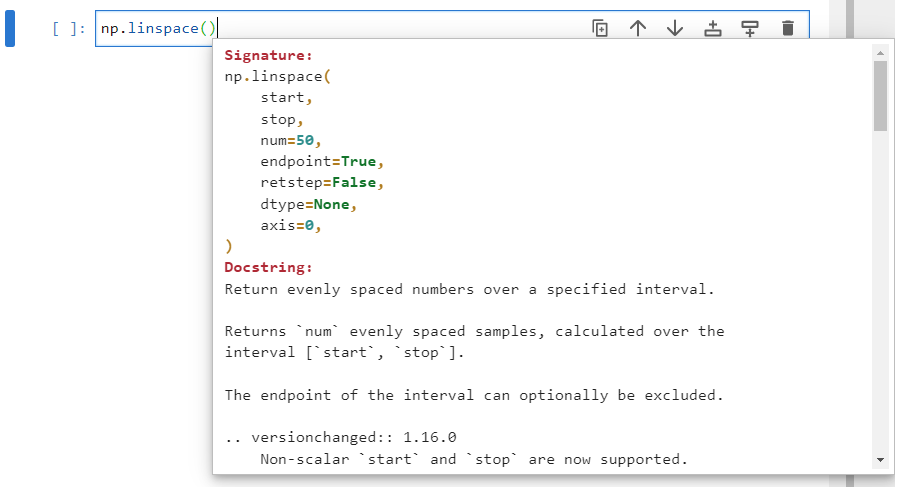 [ ]: np.linspace()
Signature:
np.linspace(
    start,
    stop,
    num=50,
    endpoint=True,
    retstep=False,
    dtype=None,
    axis=0,
)
Docstring:
Return evenly spaced numbers over a specified interval.
Returns `num` evenly spaced samples, calculated over the
interval [`start`, `stop`].
The endpoint of the interval can optionally be excluded.
.. versionchanged:: 1.16.0
    Non-scalar `start` and `stop` are now supported.